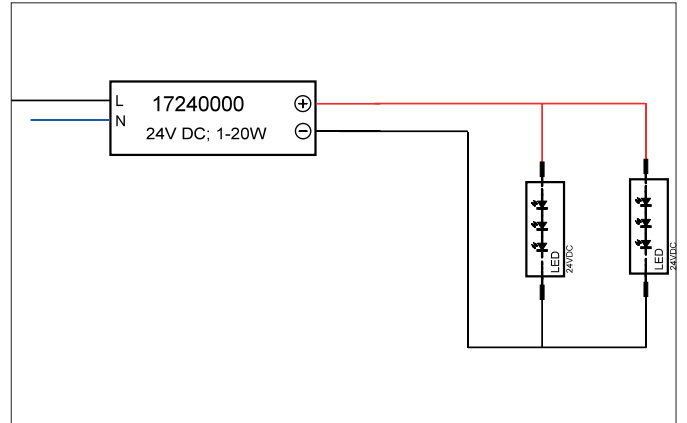 L
17240000
+
N
24V DC; 1-20W
−
LED
24VDC
LED
24VDC